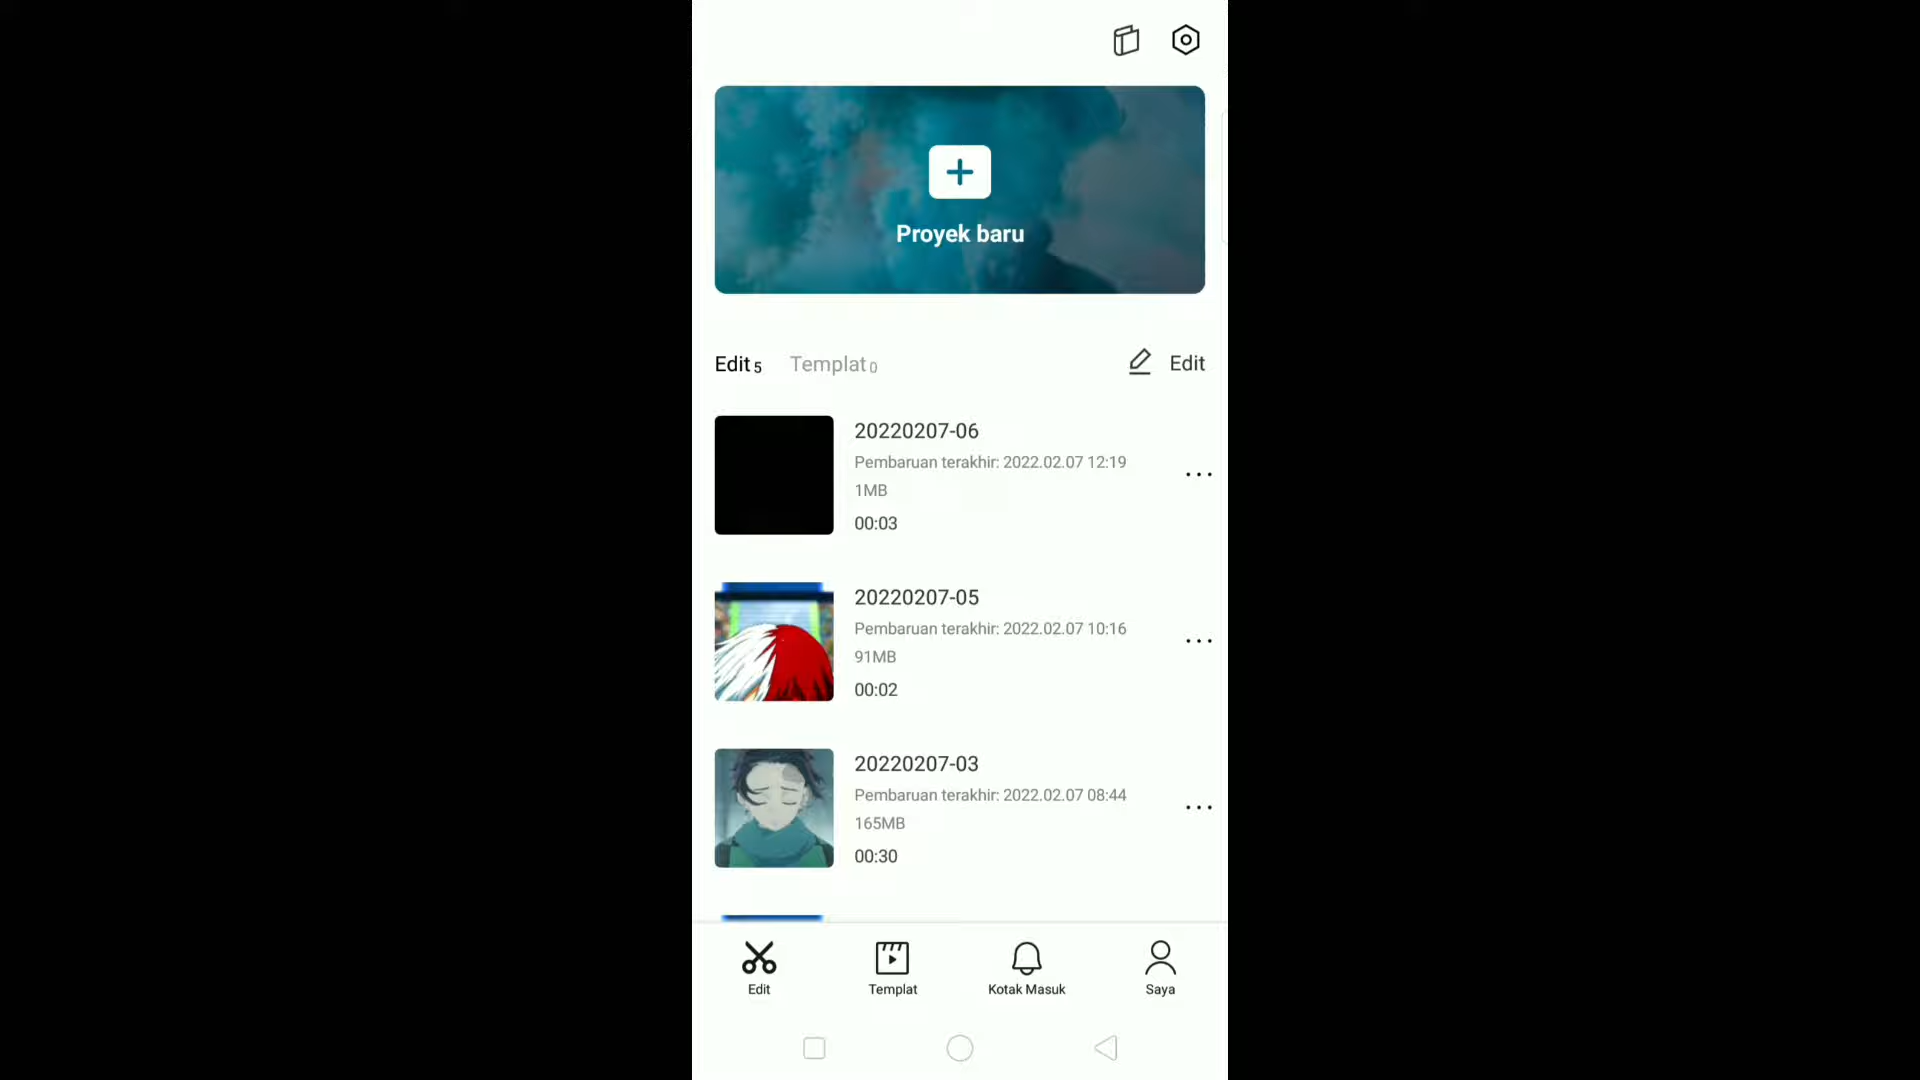 Proyek baru
Edit 5 Templat 0 Edit
20220207-06
Pembaruan terakhir: 2022.02.07 12:19
1MB
00:03
20220207-05
Pembaruan terakhir: 2022.02.07 10:16
91MB
00:02
20220207-03
Pembaruan terakhir: 2022.02.07 08:44
165MB
00:30
Edit Templat Kotak Masuk Saya